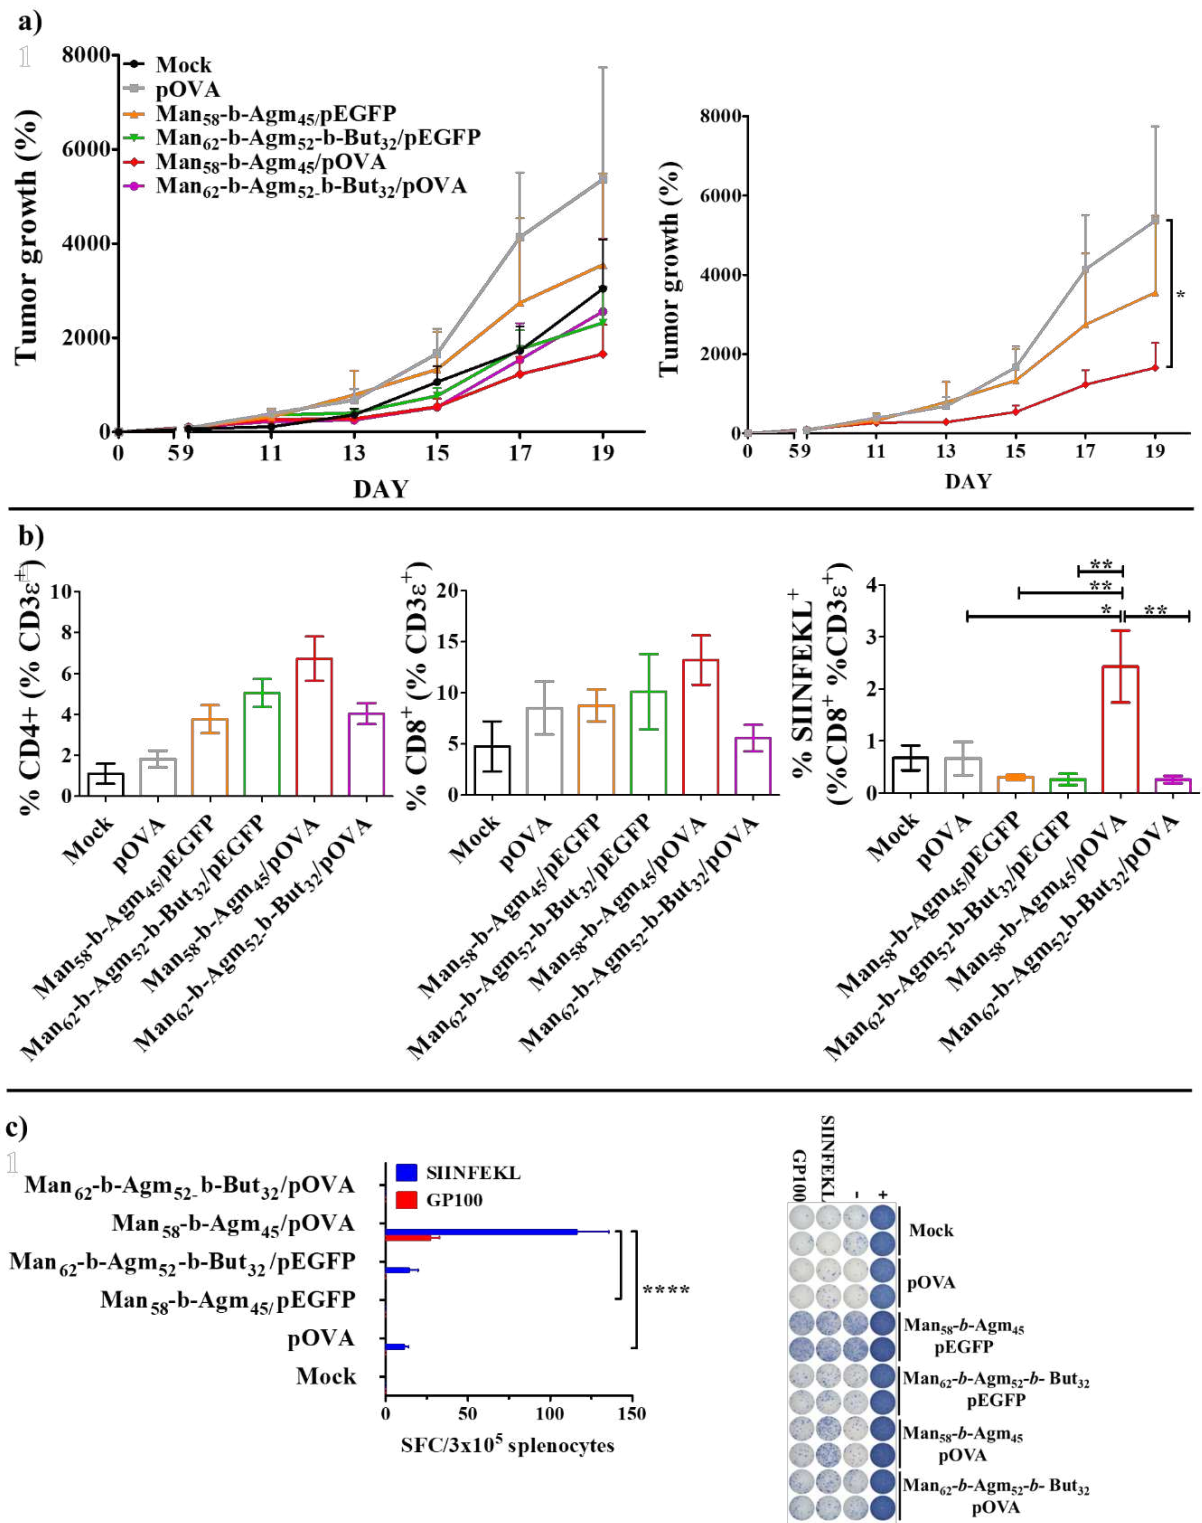 a)
1
8000
6000
4000
2000
0
Tumor growth (%)
Mock
pOVA
Man58-b-Agm45/pEGFP
Man62-b-Agm52-b-But32/pEGFP
Man58-b-Agm45/pOVA
Man62-b-Agm52-b-But32/pOVA
0 5 9 11 13 15 17 19
DAY
8000
6000
4000
2000
0
Tumor growth (%)
*
0 5 9 11 13 15 17 19
DAY
b)
1
% CD4+ (% CD3ε+)
10
8
6
4
2
0
Mock
pOVA
Man58-b-Agm45/pEGFP
Man62-b-Agm52-b-But32/pEGFP
Man58-b-Agm45/pOVA
Man62-b-Agm52-b-But32/pOVA
% CD8+ (% CD3ε+)
20
15
10
5
0
Mock
pOVA
Man58-b-Agm45/pEGFP
Man62-b-Agm52-b-But32/pEGFP
Man58-b-Agm45/pOVA
Man62-b-Agm52-b-But32/pOVA
% SIINFEKL+
(%CD8+ %CD3ε+)
4
3
2
1
0
**
**
* **
Mock
pOVA
Man58-b-Agm45/pEGFP
Man62-b-Agm52-b-But32/pEGFP
Man58-b-Agm45/pOVA
Man62-b-Agm52-b-But32/pOVA
c)
1
SIINFEKL
GP100
Man62-b-Agm52-b-But32/pOVA
Man58-b-Agm45/pOVA
Man62-b-Agm52-b-But32/pEGFP
Man58-b-Agm45/pEGFP
pOVA
Mock
****
0 50 100 150
SFC/3x10^5 splenocytes
GP100 SIINFEKL - +
Mock
pOVA
Man58-b-Agm45
pEGFP
Man62-b-Agm52-b- But32
pEGFP
Man58-b-Agm45
pOVA
Man62-b-Agm52-b- But32
pOVA